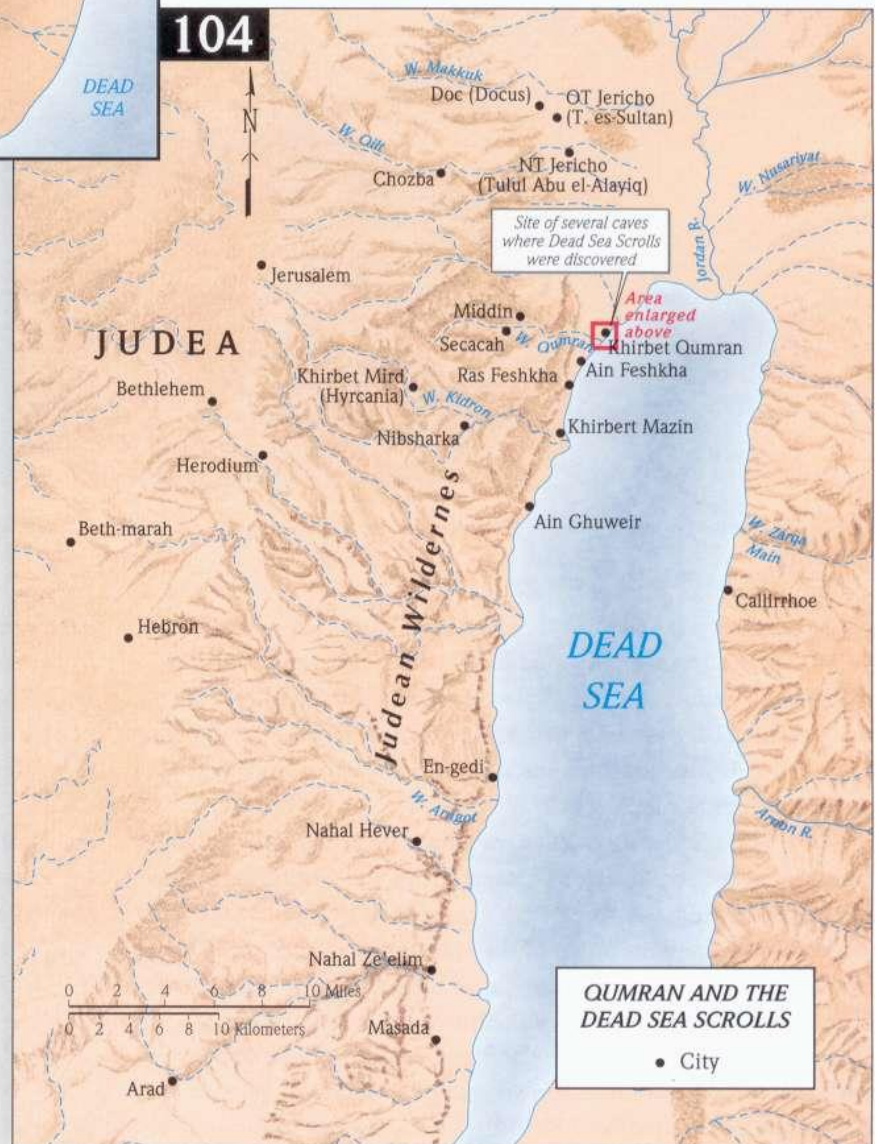 104
DEAD
SEA
N
W. Makkuk
Doc (Docus)
OT Jericho
(T. es-Sultan)
W. Qilt
Chozba
NT Jericho
(Tulul Abu el-Alayiq)
W. Nusariyat
Jordan R.
Site of several caves
where Dead Sea Scrolls
were discovered
Jerusalem
Area
enlarged
above
Middin
Secacah
W. Qumran
Khirbet Qumran
JUDEA
Ain Feshkha
Ras Feshkha
Khirbet Mird
(Hyrcania)
W. Kidron
Bethlehem
Nibsharka
Khirbert Mazin
Herodium
Judean Wildernes
Ain Ghuweir
Beth-marah
W. Zarqa
Main
Callirrhoe
Hebron
DEAD
SEA
En-gedi
W. Arugot
Nahal Hever
Arnon R.
Nahal Ze'elim
0 2 4 6 8 10 Miles
0 2 4 6 8 10 Kilometers
Masada
Arad
QUMRAN AND THE
DEAD SEA SCROLLS
City